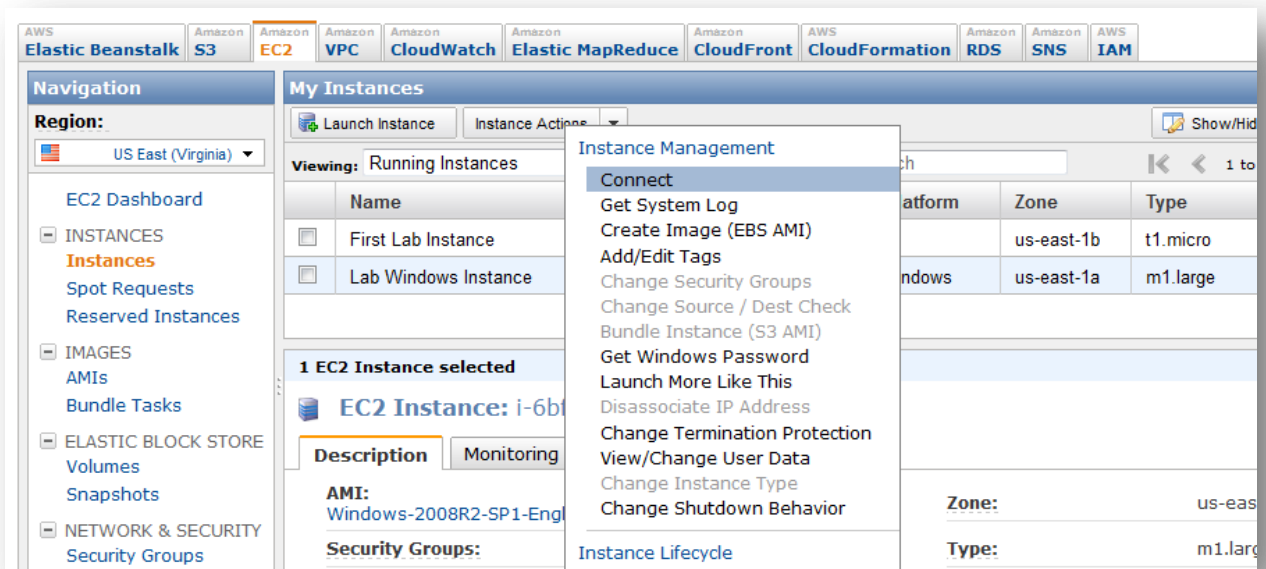 AWS Amazon Amazon Amazon Amazon Amazon Amazon AWS Amazon Amazon AWS
Elastic Beanstalk S3 EC2 VPC CloudWatch Elastic MapReduce CloudFront CloudFormation RDS SNS IAM
Navigation
Region:
US East (Virginia)
EC2 Dashboard
INSTANCES
Instances
Spot Requests
Reserved Instances
IMAGES
AMIs
Bundle Tasks
ELASTIC BLOCK STORE
Volumes
Snapshots
NETWORK & SECURITY
Security Groups
My Instances
Launch Instance Instance Actions Show/Hid
Viewing: Running Instances ch 1 to
Name atform Zone Type
First Lab Instance us-east-1b t1.micro
Lab Windows Instance ndows us-east-1a m1.large
Instance Management
Connect
Get System Log
Create Image (EBS AMI)
Add/Edit Tags
Change Security Groups
Change Source / Dest Check
Bundle Instance (S3 AMI)
Get Windows Password
Launch More Like This
Disassociate IP Address
Change Termination Protection
View/Change User Data
Change Instance Type
Change Shutdown Behavior
Instance Lifecycle
1 EC2 Instance selected
EC2 Instance: i-6bf
Description Monitoring
AMI:
Windows-2008R2-SP1-Engl
Security Groups:
Zone: us-eas
Type: m1.larg